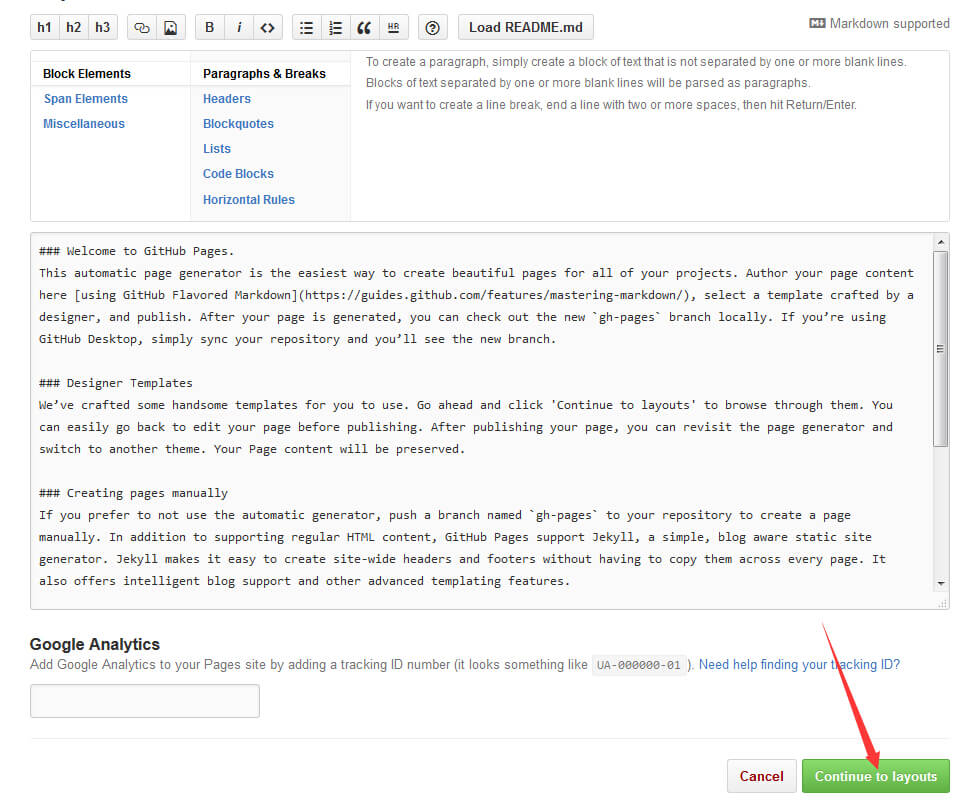 h1 h2 h3 B i <> HR ? Load README.md M↓ Markdown supported
Block Elements
Span Elements
Miscellaneous
Paragraphs & Breaks
Headers
Blockquotes
Lists
Code Blocks
Horizontal Rules
To create a paragraph, simply create a block of text that is not separated by one or more blank lines.
Blocks of text separated by one or more blank lines will be parsed as paragraphs.
If you want to create a line break, end a line with two or more spaces, then hit Return/Enter.
### Welcome to GitHub Pages.
This automatic page generator is the easiest way to create beautiful pages for all of your projects. Author your page content
here [using GitHub Flavored Markdown](https://guides.github.com/features/mastering-markdown/), select a template crafted by a
designer, and publish. After your page is generated, you can check out the new `gh-pages` branch locally. If you’re using
GitHub Desktop, simply sync your repository and you’ll see the new branch.
### Designer Templates
We’ve crafted some handsome templates for you to use. Go ahead and click 'Continue to layouts' to browse through them. You
can easily go back to edit your page before publishing. After publishing your page, you can revisit the page generator and
switch to another theme. Your Page content will be preserved.
### Creating pages manually
If you prefer to not use the automatic generator, push a branch named `gh-pages` to your repository to create a page
manually. In addition to supporting regular HTML content, GitHub Pages support Jekyll, a simple, blog aware static site
generator. Jekyll makes it easy to create site-wide headers and footers without having to copy them across every page. It
also offers intelligent blog support and other advanced templating features.
Google Analytics
Add Google Analytics to your Pages site by adding a tracking ID number (it looks something like UA-000000-01 ). Need help finding your tracking ID?
Cancel Continue to layouts